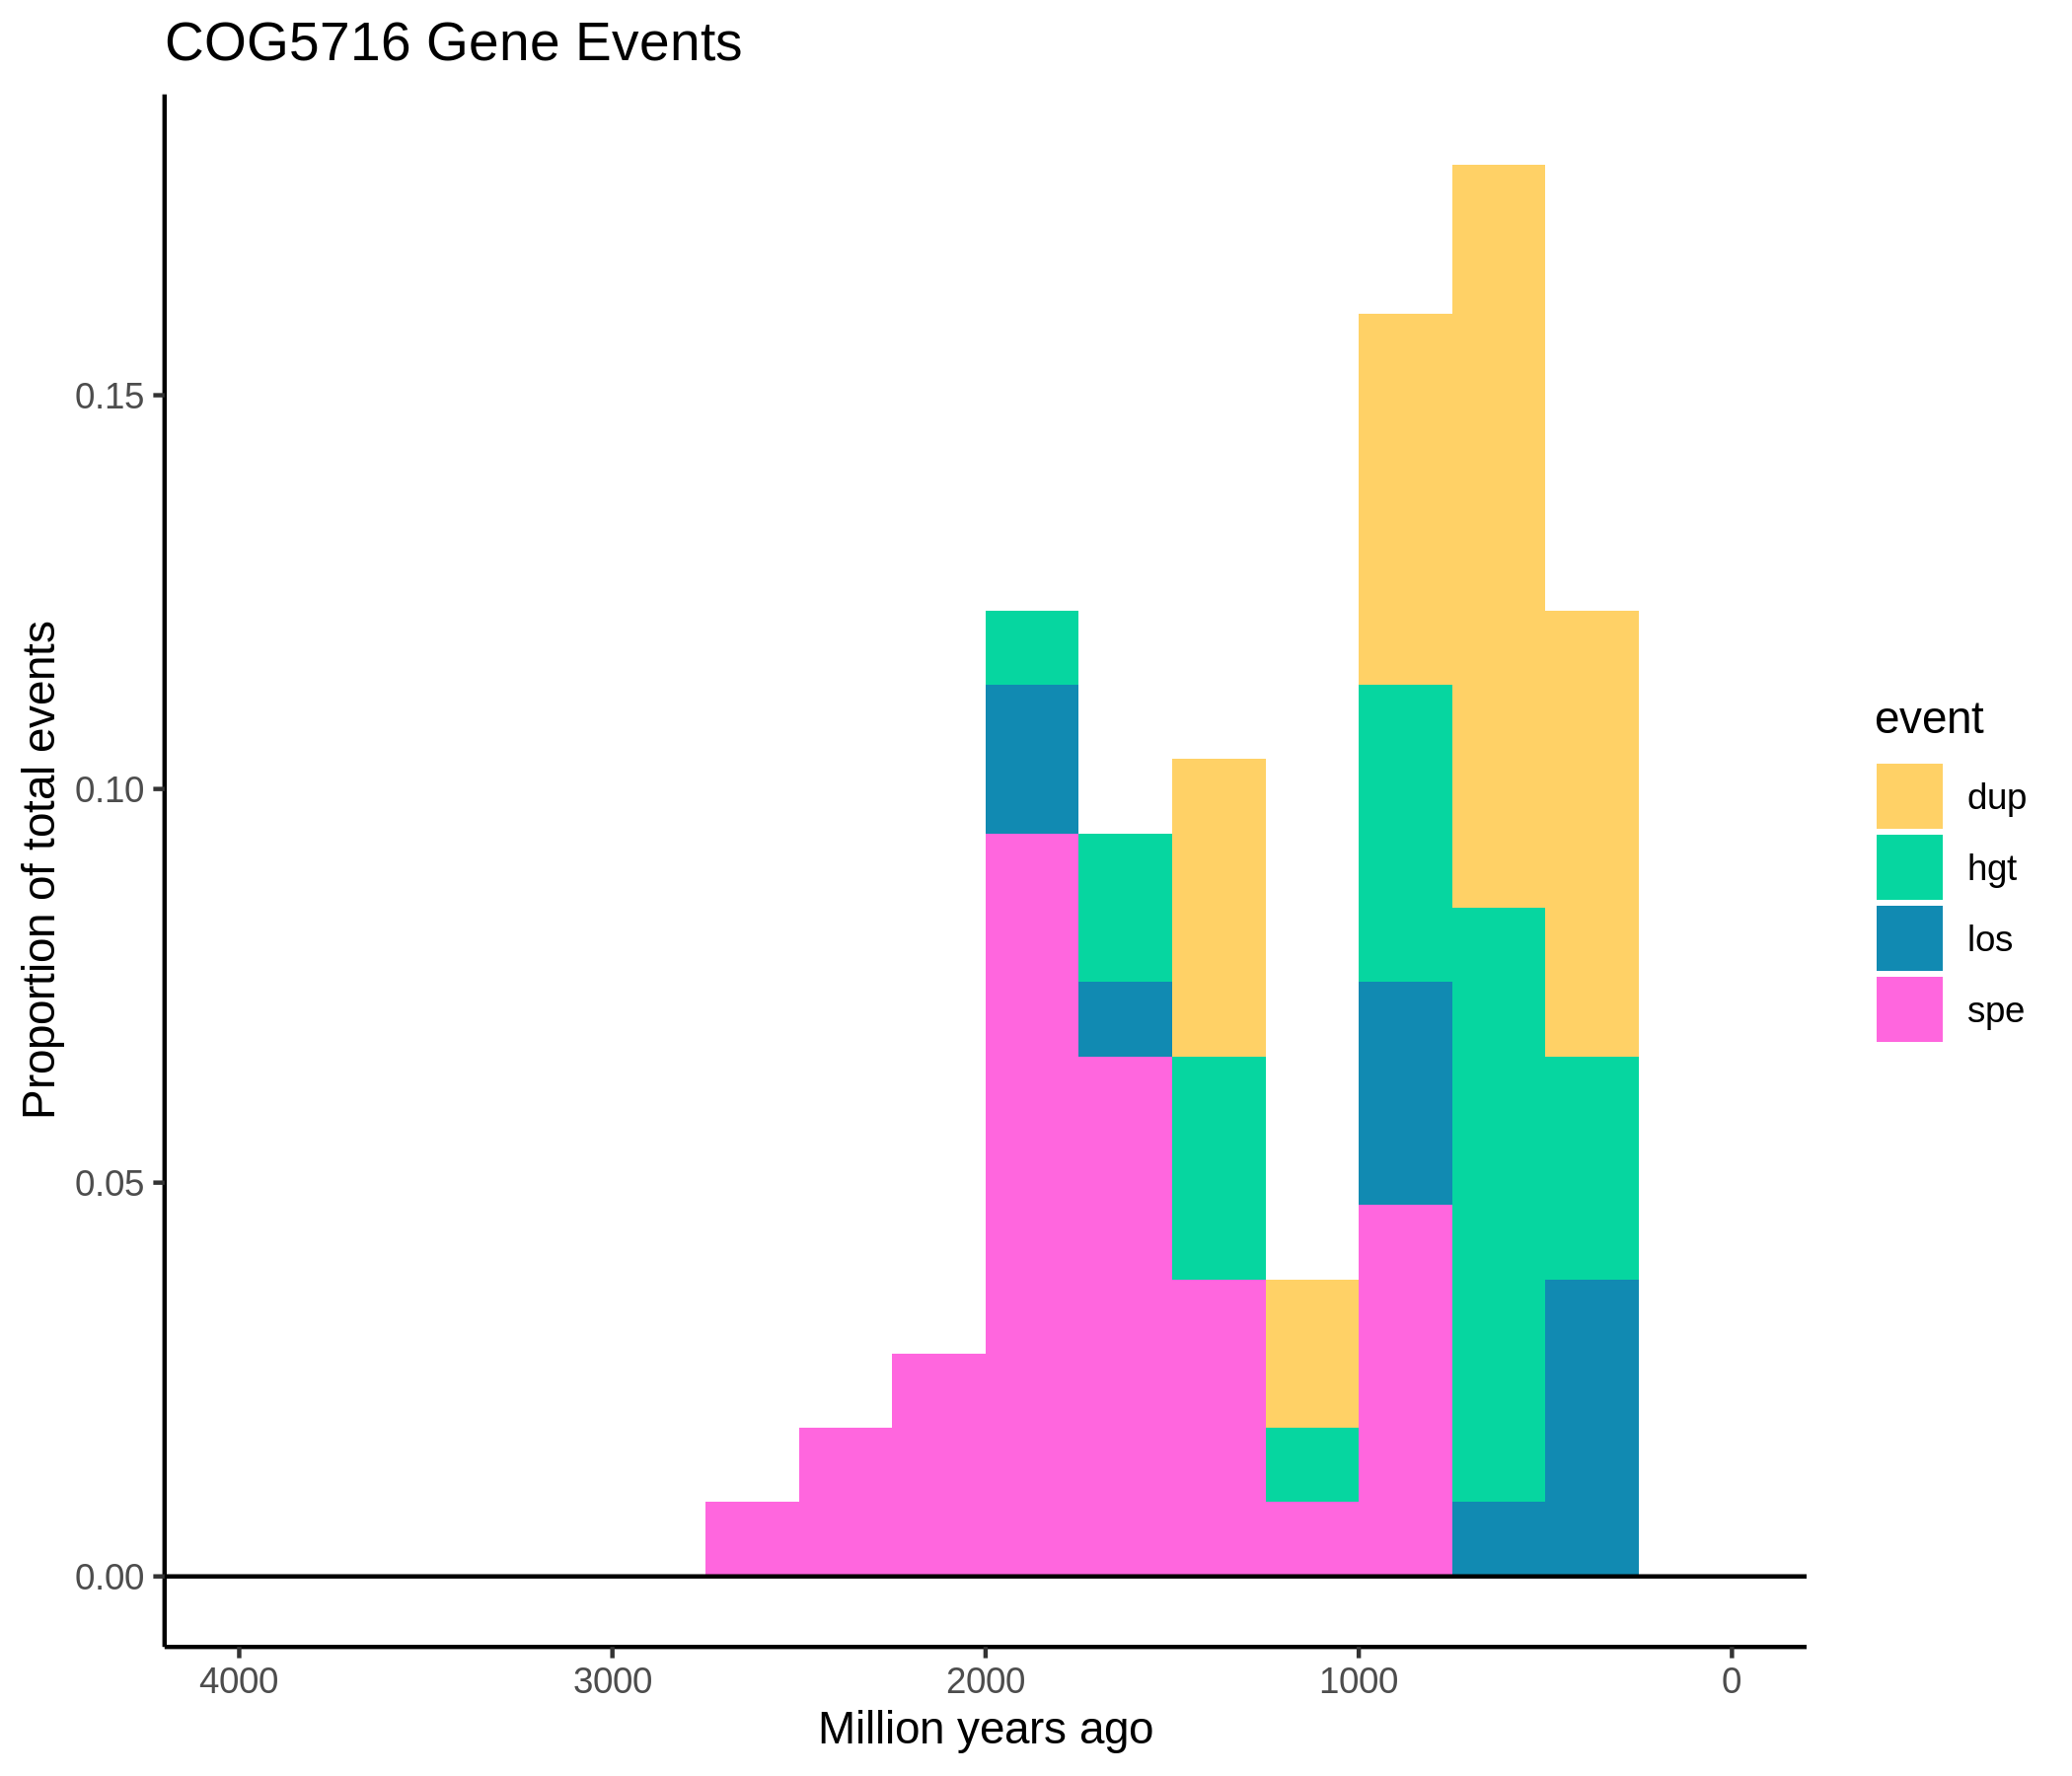 COG5716 Gene Events
Proportion of total events
0.15
0.10
0.05
0.00
4000 3000 2000 1000 0
Million years ago
event
dup
hgt
los
spe